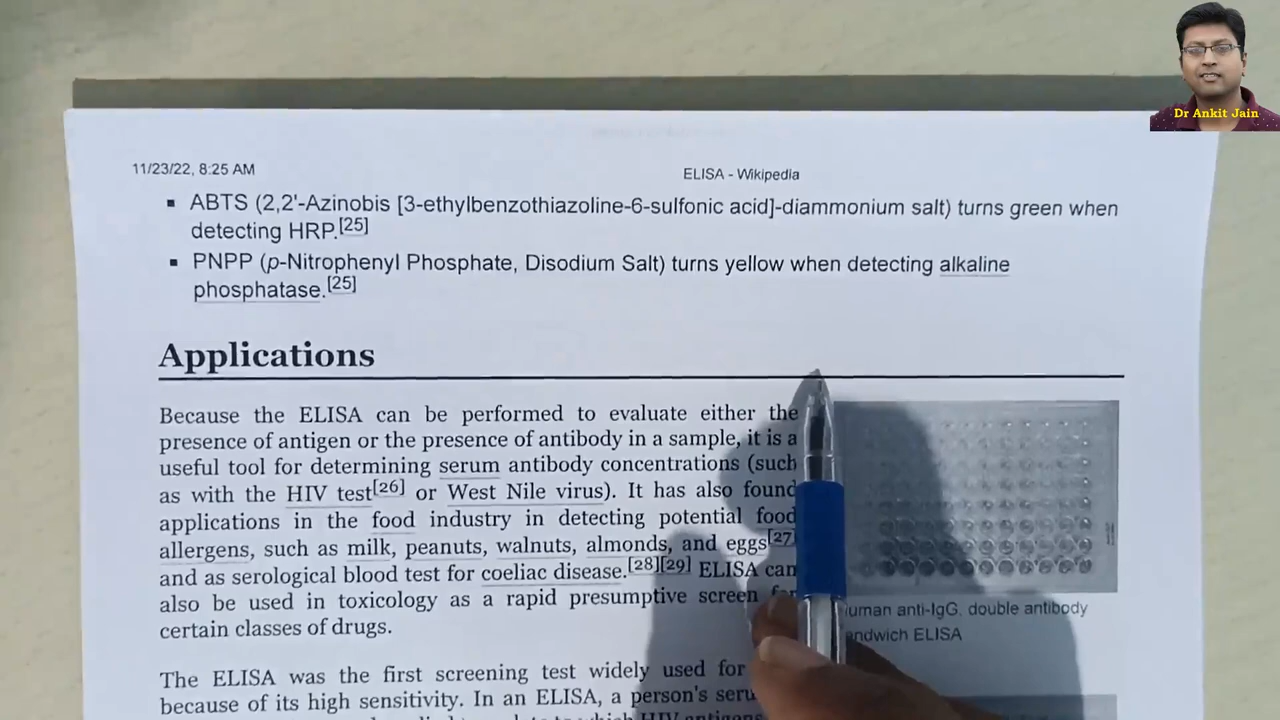 Dr Ankit Jain
11/23/22, 8:25 AM
ELISA - Wikipedia
▪ ABTS (2,2'-Azinobis [3-ethylbenzothiazoline-6-sulfonic acid]-diammonium salt) turns green when
detecting HRP.[25]
▪ PNPP (p-Nitrophenyl Phosphate, Disodium Salt) turns yellow when detecting alkaline
phosphatase.[25]
Applications
Because the ELISA can be performed to evaluate either the
presence of antigen or the presence of antibody in a sample, it is a
useful tool for determining serum antibody concentrations (such
as with the HIV test[26] or West Nile virus). It has also found
applications in the food industry in detecting potential food
allergens, such as milk, peanuts, walnuts, almonds, and eggs[27]
and as serological blood test for coeliac disease.[28][29] ELISA can
also be used in toxicology as a rapid presumptive screen for
certain classes of drugs.
uman anti-IgG, double antibody
andwich ELISA
The ELISA was the first screening test widely used for
because of its high sensitivity. In an ELISA, a person's seru
HIV antigens